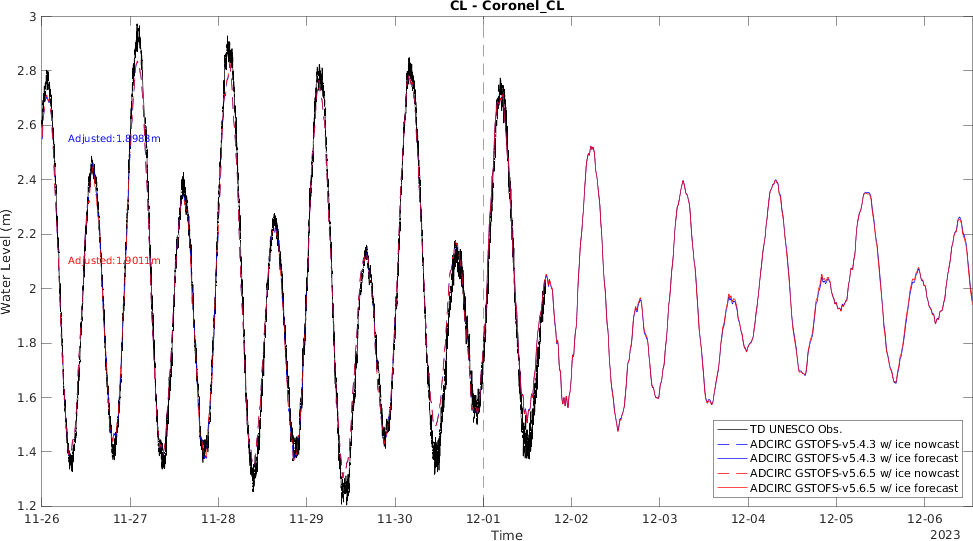 CL - Coronel_CL
3
2.8
2.6
2.4
2.2
2
1.8
1.6
1.4
1.2
Water Level (m)
Adjusted:1.8983m
Adjusted:1.9011m
TD UNESCO Obs.
ADCIRC GSTOFS-v5.4.3 w/ ice nowcast
ADCIRC GSTOFS-v5.4.3 w/ ice forecast
ADCIRC GSTOFS-v5.6.5 w/ ice nowcast
ADCIRC GSTOFS-v5.6.5 w/ ice forecast
11-26 11-27 11-28 11-29 11-30 12-01 12-02 12-03 12-04 12-05 12-06
Time
2023